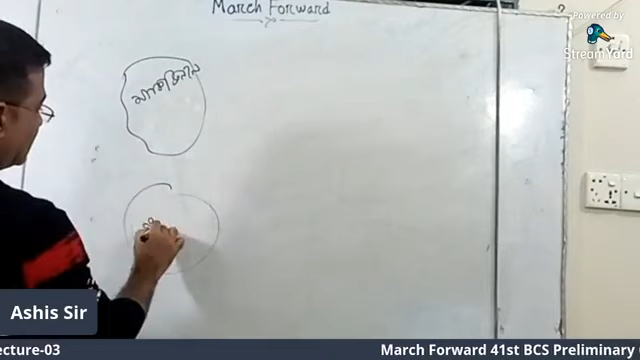 March Forward
Powered by
StreamYard
Ashis Sir
ecture-03
March Forward 41st BCS Preliminary